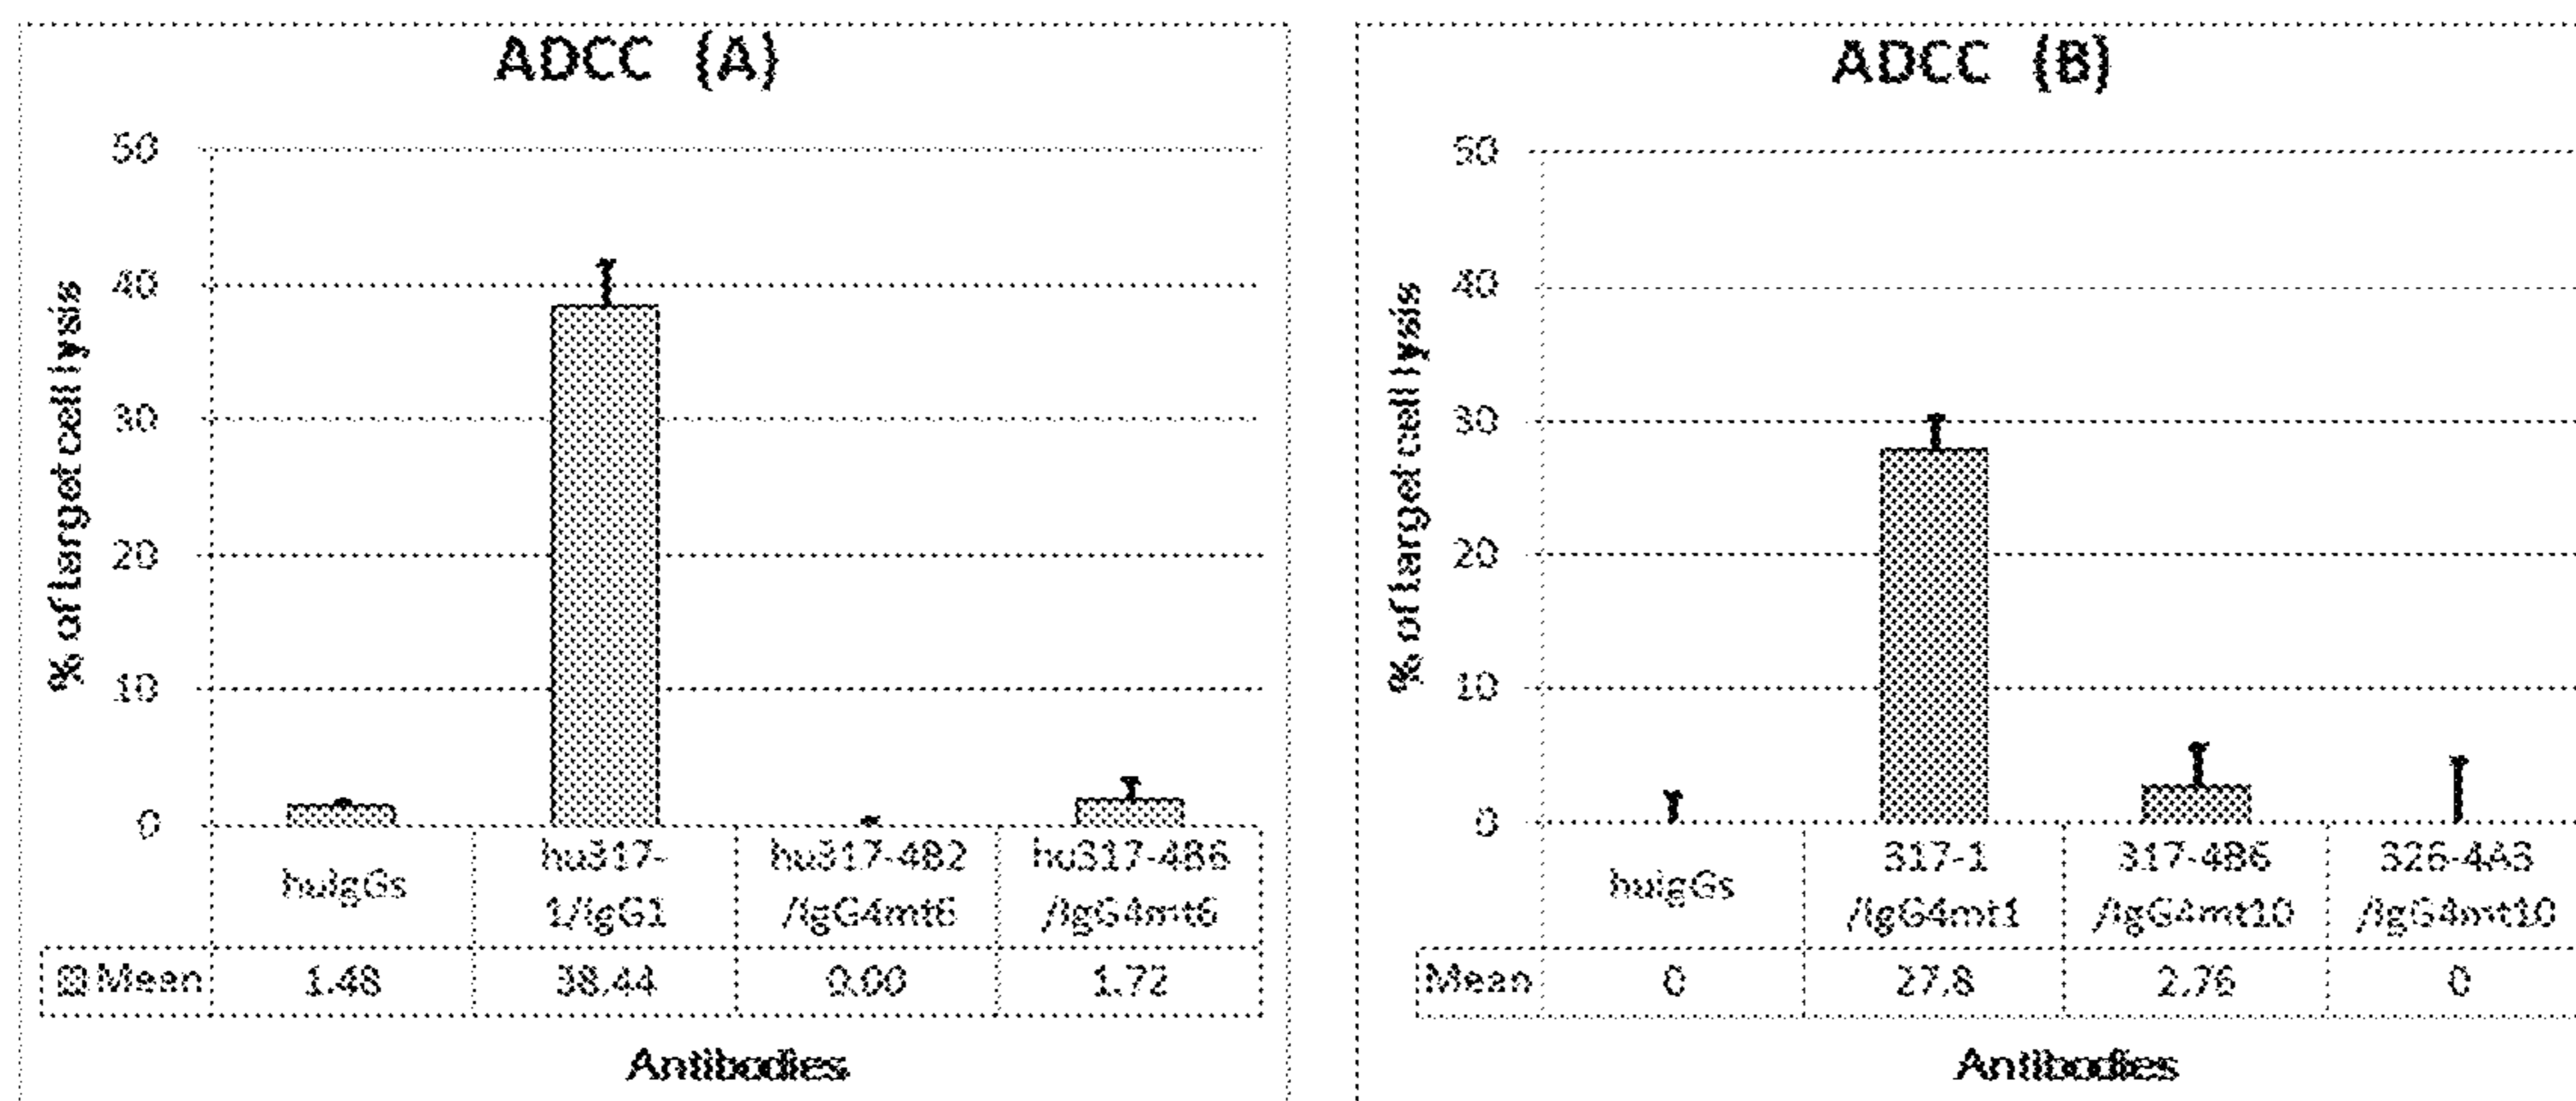 ADCC (A)
50
40
30
20
10
0
% of target cell lysis
huIgGs
hu317-
1/IgG1
hu317-4B2
/IgG4mt6
hu317-4B6
/IgG4mt6
Mean 1.48 38.44 0.00 1.72
Antibodies
ADCC (B)
50
40
30
20
10
0
% of target cell lysis
huIgGs
317-1
/IgG4mt1
317-4B6
/IgG4mt10
326-4A3
/IgG4mt10
Mean 0 27.8 2.76 0
Antibodies